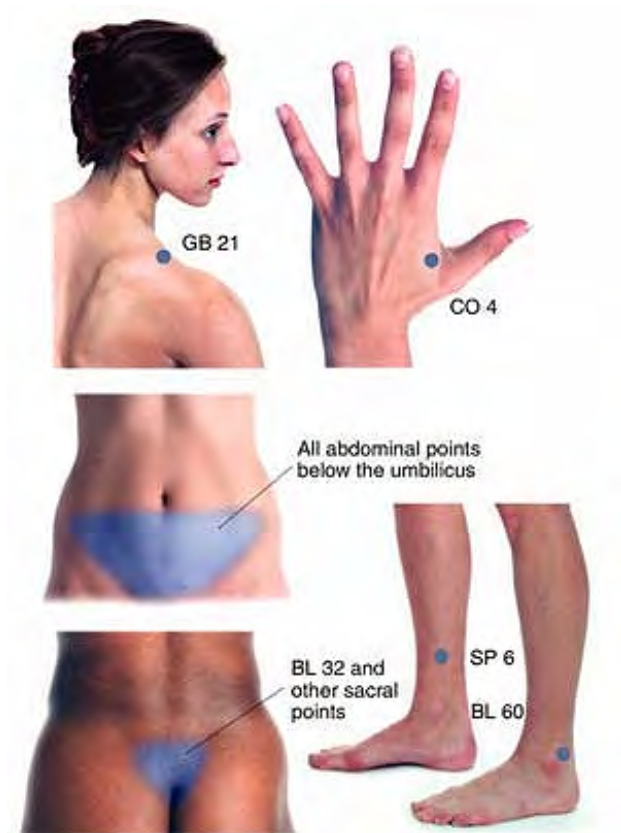 GB 21
CO 4
All abdominal points
below the umbilicus
BL 32 and
other sacral
points
SP 6
BL 60